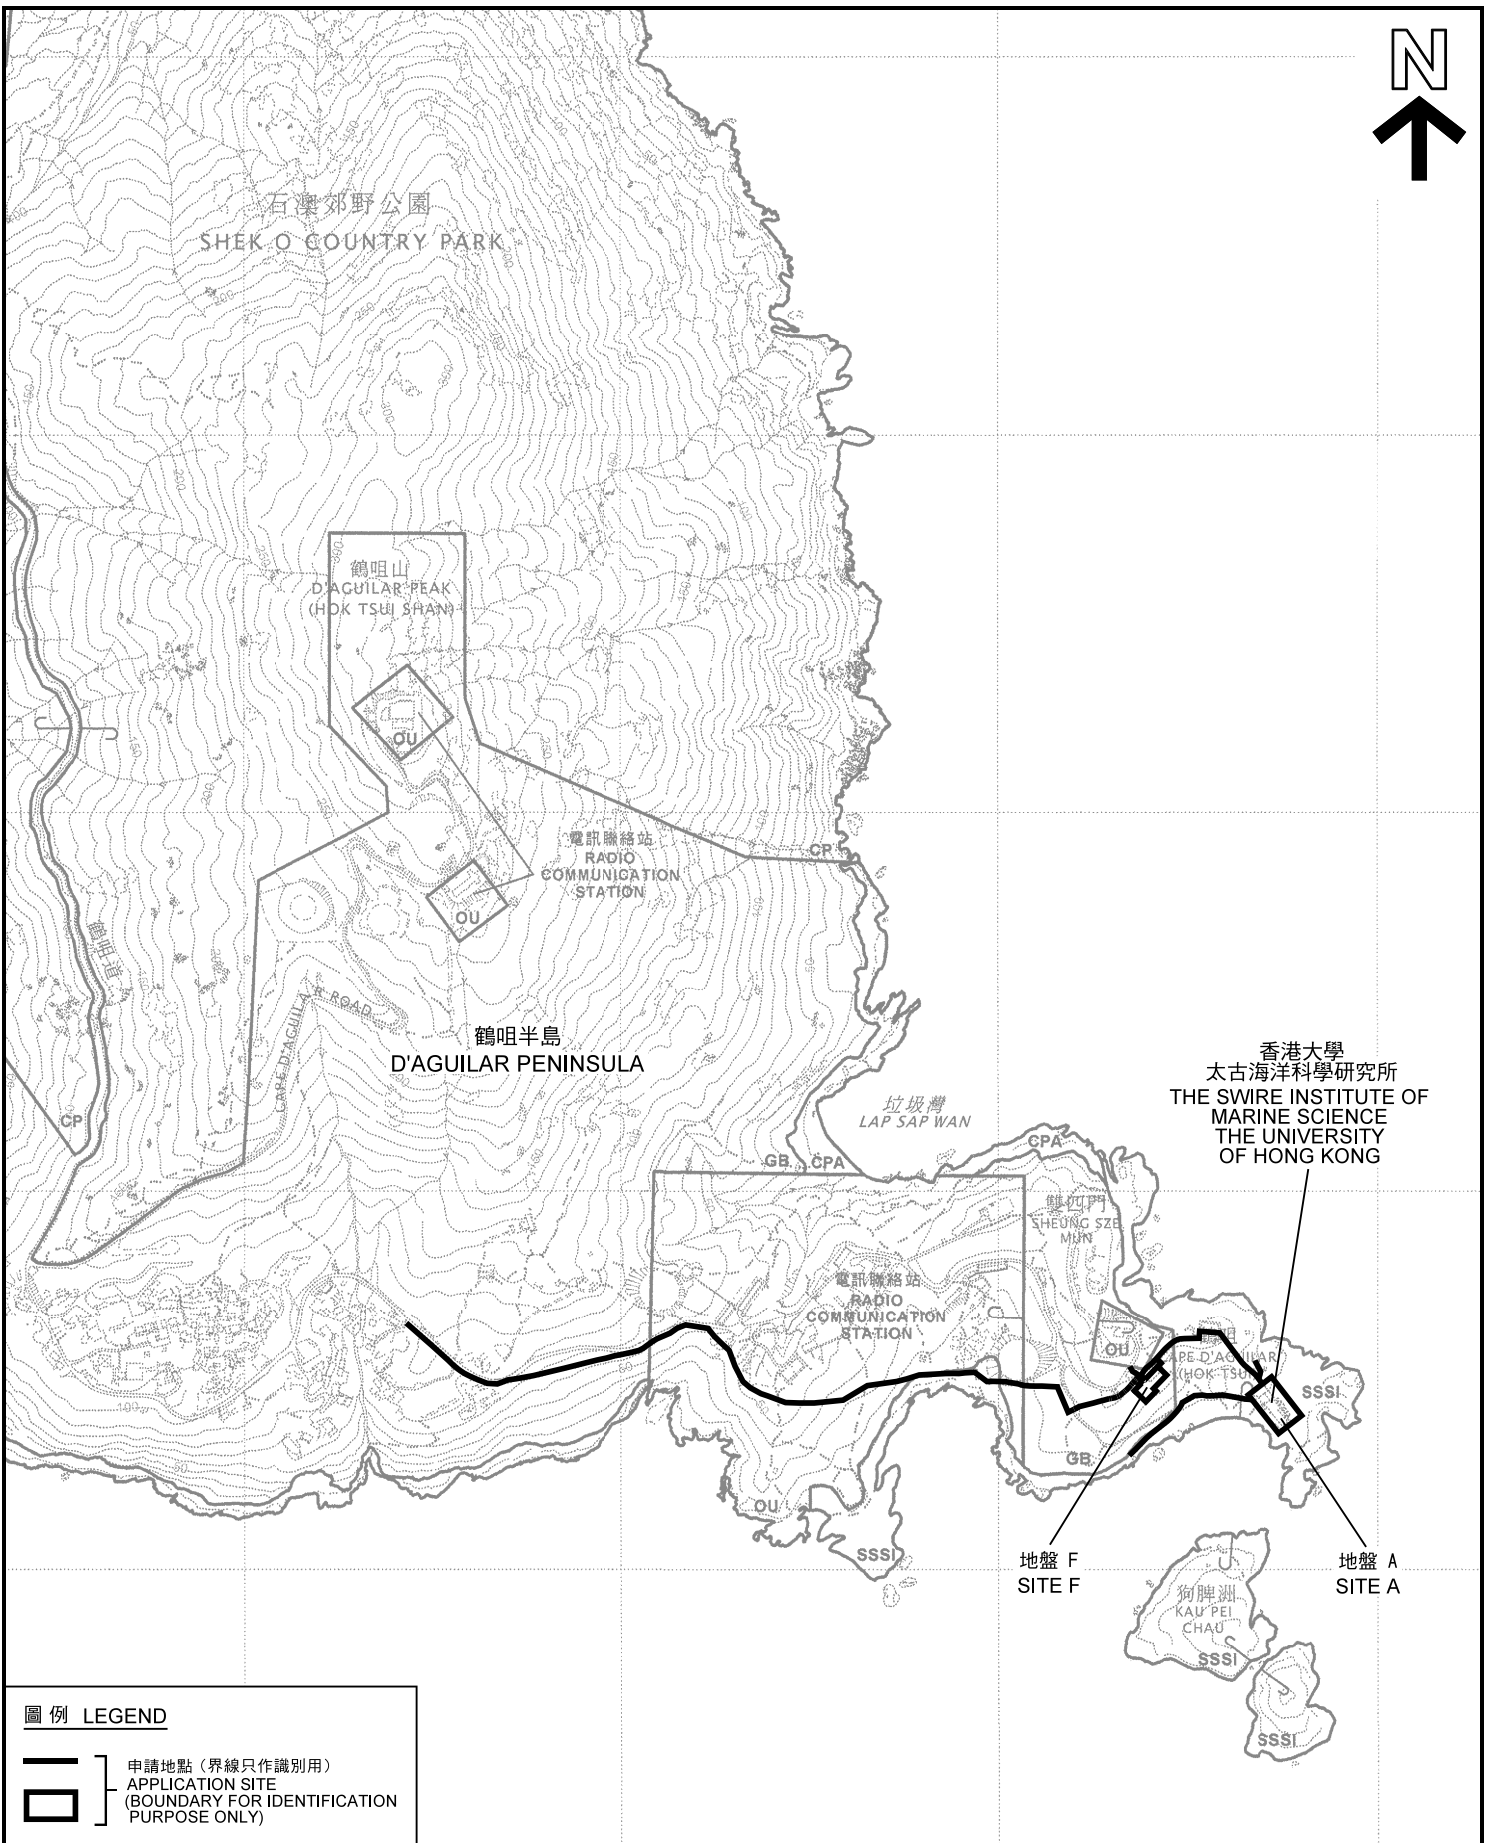 N
石澳郊野公園
SHEK O COUNTRY PARK
鶴咀山
D'AGUILAR PEAK
(HOK TSUI SHAN)
OU
電訊聯絡站
RADIO
COMMUNICATION
STATION
OU
CP
鶴咀道
CAPE D'AGUILAR ROAD
鶴咀半島
D'AGUILAR PENINSULA
CP
垃圾灣
LAP SAP WAN
GB
CPA
CPA
香港大學
太古海洋科學研究所
THE SWIRE INSTITUTE OF
MARINE SCIENCE
THE UNIVERSITY
OF HONG KONG
雙四門
SHEUNG SZE
MUN
電訊聯絡站
RADIO
COMMUNICATION
STATION
OU
鶴咀
D'AGUILAR
(HOK TSUI)
SSSI
GB
OU
SSSI
地盤 F
SITE F
地盤 A
SITE A
狗脾洲
KAU PEI
CHAU
SSSI
SSSI
圖例 LEGEND
申請地點（界線只作識別用）
APPLICATION SITE
(BOUNDARY FOR IDENTIFICATION
PURPOSE ONLY)